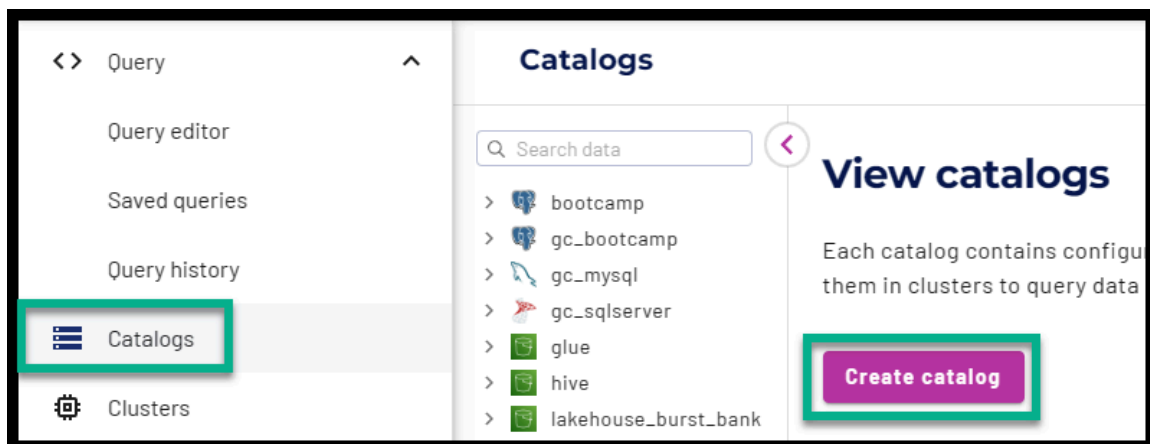 Query
Query editor
Saved queries
Query history
Catalogs
Clusters
Catalogs
Search data
bootcamp
gc_bootcamp
gc_mysql
gc_sqlserver
glue
hive
lakehouse_burst_bank
View catalogs
Each catalog contains configu
them in clusters to query data
Create catalog